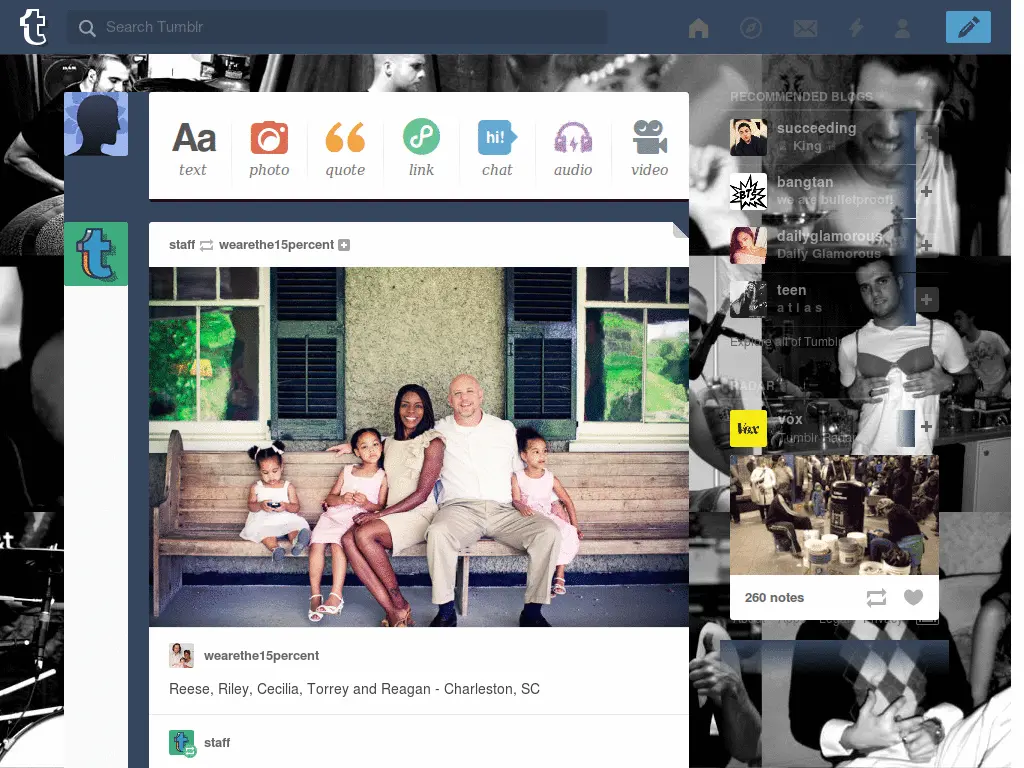 t
Search Tumblr
Aa
hi!
text
photo
quote
link
chat
audio
video
RECOMMENDED BLOGS
succeeding
King
bangtan
we are bulletproof!
dailyglamorous
Daily Glamorous
teen
a t l a s
Explore all of Tumblr
RADAR
vox
Tumblr Radar
Vox
BTS
staff wearethe15percent
260 notes
wearethe15percent
Reese, Riley, Cecilia, Torrey and Reagan - Charleston, SC
staff